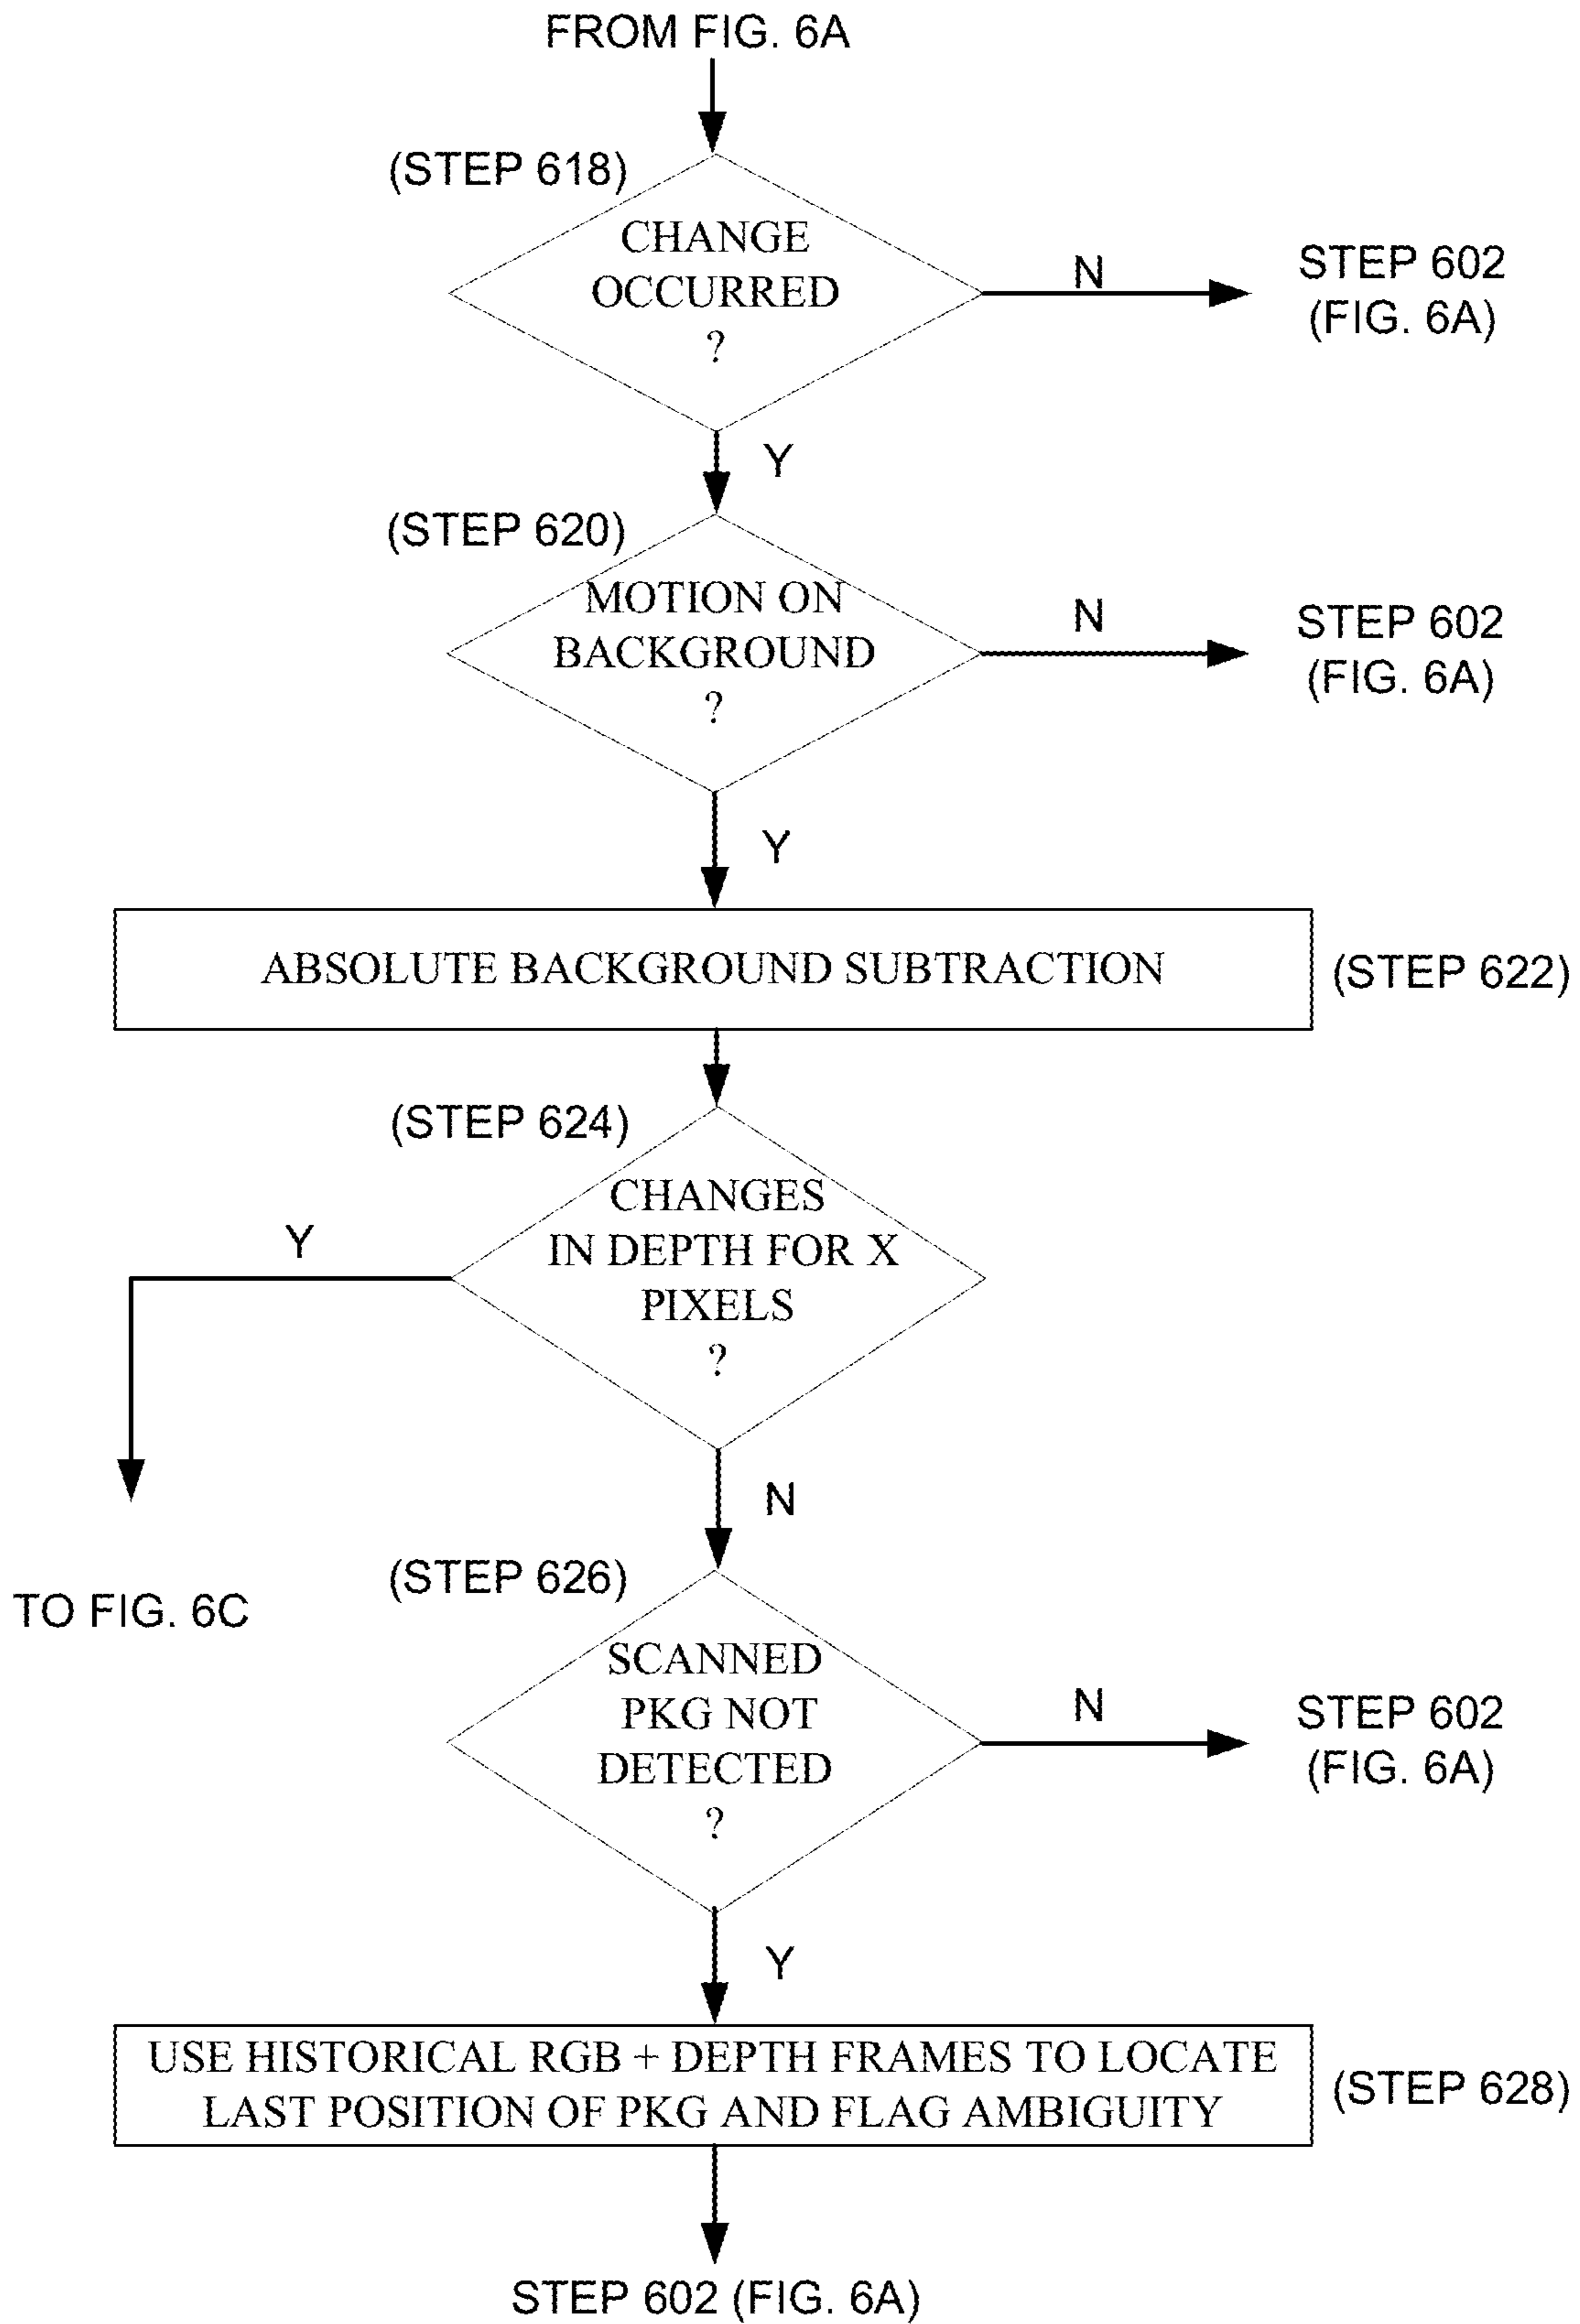 FROM FIG. 6A
(STEP 618)
CHANGE
OCCURRED
?
N
STEP 602
(FIG. 6A)
Y
(STEP 620)
MOTION ON
BACKGROUND
?
N
STEP 602
(FIG. 6A)
Y
ABSOLUTE BACKGROUND SUBTRACTION
(STEP 622)
(STEP 624)
CHANGES
IN DEPTH FOR X
PIXELS
?
Y
TO FIG. 6C
N
(STEP 626)
SCANNED
PKG NOT
DETECTED
?
N
STEP 602
(FIG. 6A)
Y
USE HISTORICAL RGB + DEPTH FRAMES TO LOCATE
LAST POSITION OF PKG AND FLAG AMBIGUITY
(STEP 628)
STEP 602 (FIG. 6A)